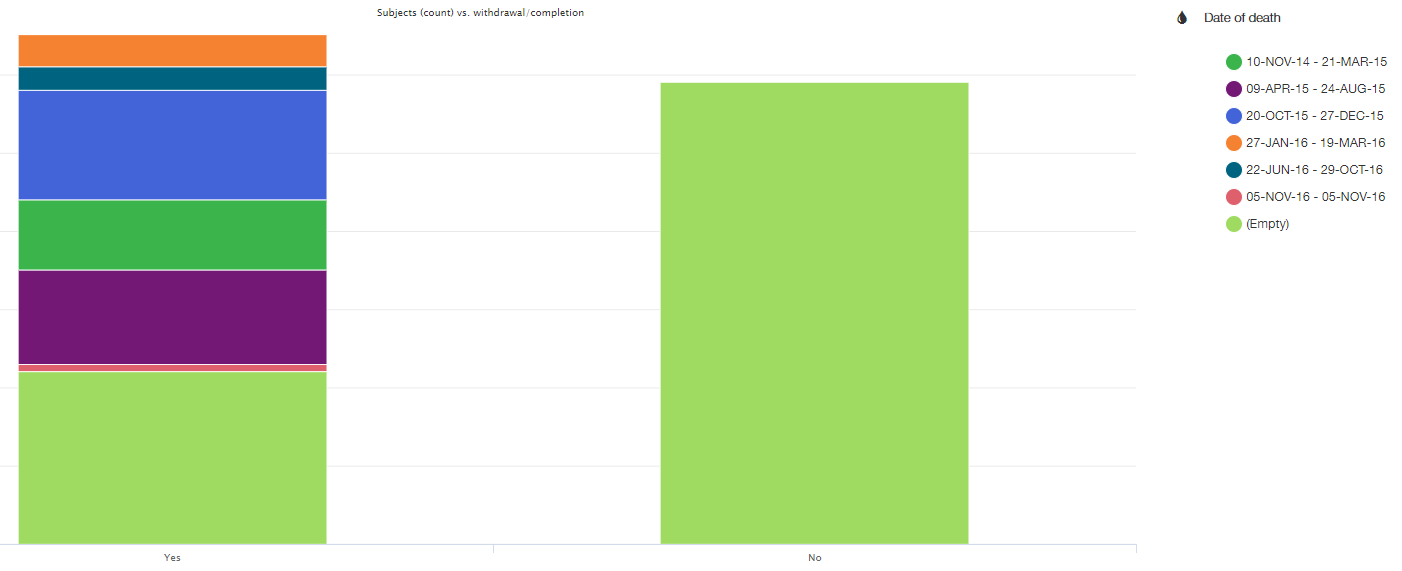 Subjects (count) vs. withdrawal/completion
Date of death
10-NOV-14 - 21-MAR-15
09-APR-15 - 24-AUG-15
20-OCT-15 - 27-DEC-15
27-JAN-16 - 19-MAR-16
22-JUN-16 - 29-OCT-16
05-NOV-16 - 05-NOV-16
(Empty)
Yes
No